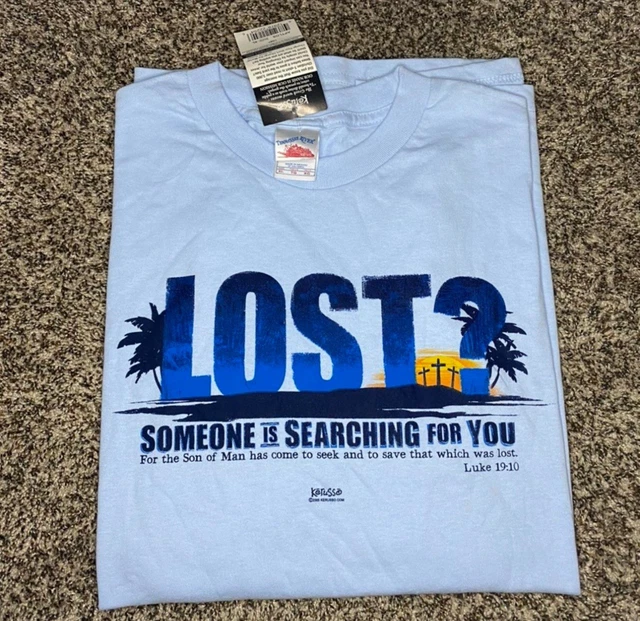 Kerusso
LOST?
SOMEONE IS SEARCHING FOR YOU
For the Son of Man has come to seek and to save that which was lost.
Luke 19:10
Kerusso